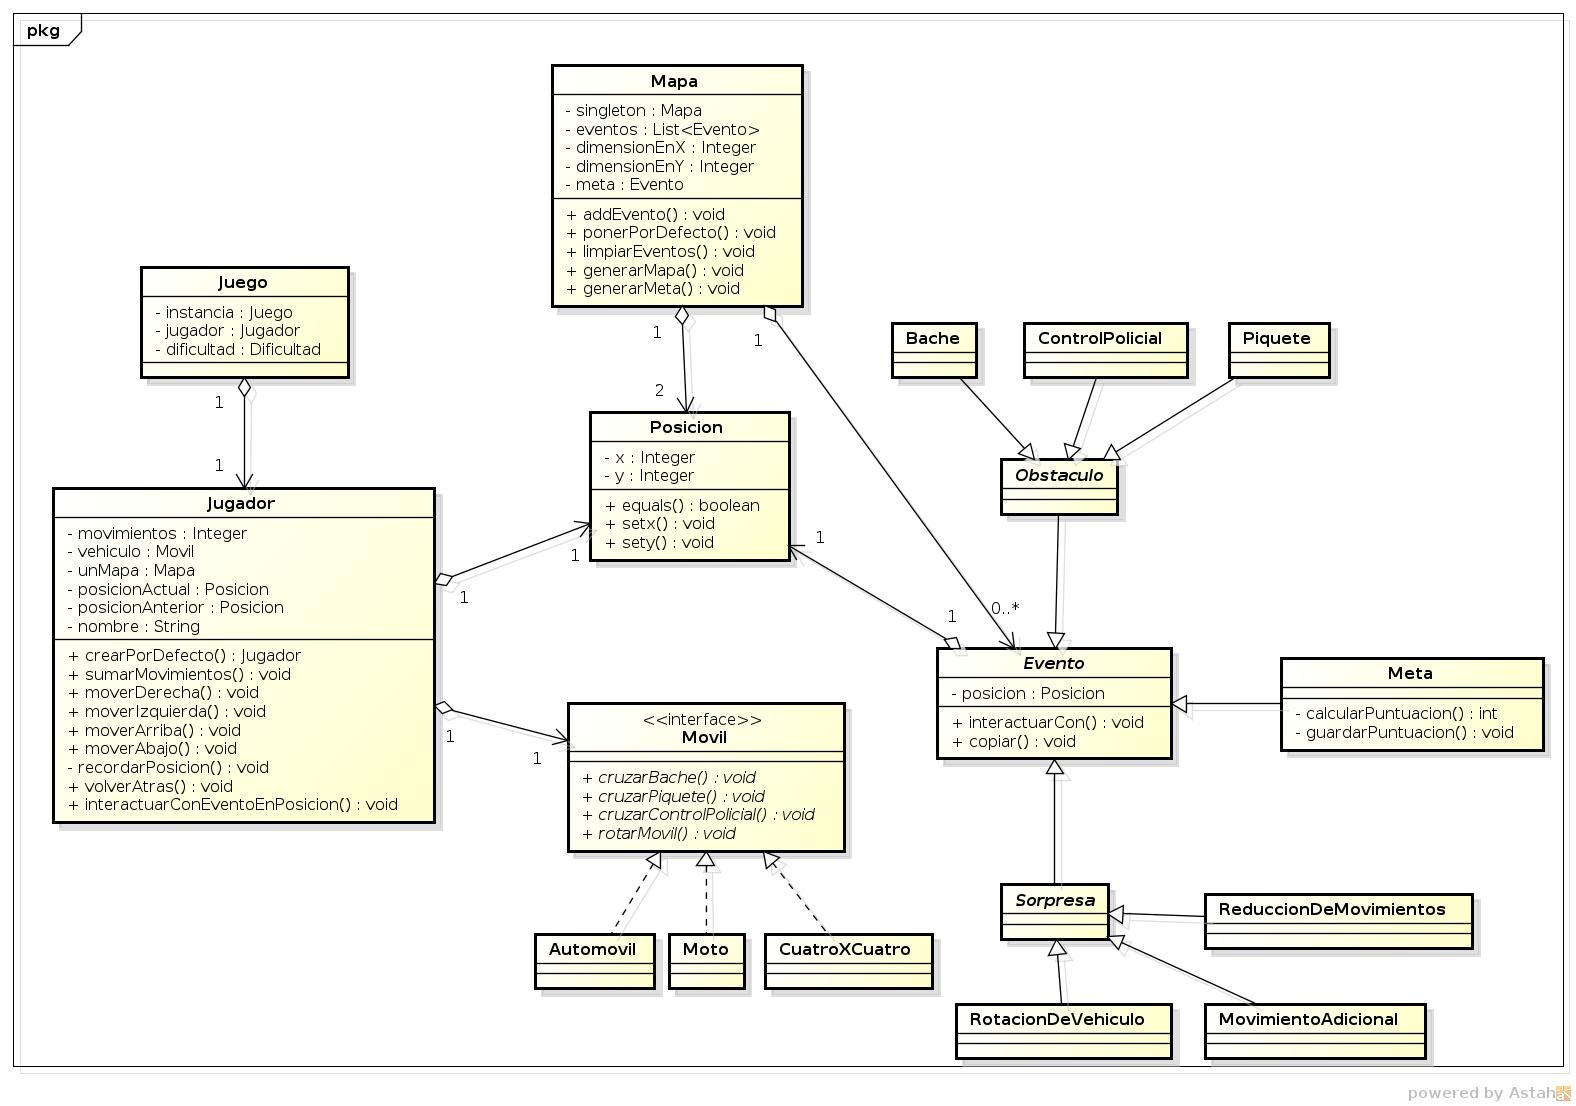 pkg
Mapa
- singleton : Mapa
- eventos : List<Evento>
- dimensionEnX : Integer
- dimensionEnY : Integer
- meta : Evento
+ addEvento() : void
+ ponerPorDefecto() : void
+ limpiarEventos() : void
+ generarMapa() : void
+ generarMeta() : void
Juego
- instancia : Juego
- jugador : Jugador
- dificultad : Dificultad
1
1
1
2
1
0..*
Bache
ControlPolicial
Piquete
Obstaculo
Posicion
- x : Integer
- y : Integer
+ equals() : boolean
+ setx() : void
+ sety() : void
Jugador
- movimientos : Integer
- vehiculo : Movil
- unMapa : Mapa
- posicionActual : Posicion
- posicionAnterior : Posicion
- nombre : String
+ crearPorDefecto() : Jugador
+ sumarMovimientos() : void
+ moverDerecha() : void
+ moverIzquierda() : void
+ moverArriba() : void
+ moverAbajo() : void
- recordarPosicion() : void
+ volverAtras() : void
+ interactuarConEventoEnPosicion() : void
1
1
1
1
1
1
Evento
- posicion : Posicion
+ interactuarCon() : void
+ copiar() : void
Meta
- calcularPuntuacion() : int
- guardarPuntuacion() : void
<<interface>>
Movil
+ cruzarBache() : void
+ cruzarPiquete() : void
+ cruzarControlPolicial() : void
+ rotarMovil() : void
Automovil
Moto
CuatroXCuatro
Sorpresa
ReduccionDeMovimientos
RotacionDeVehiculo
MovimientoAdicional
powered by Astah